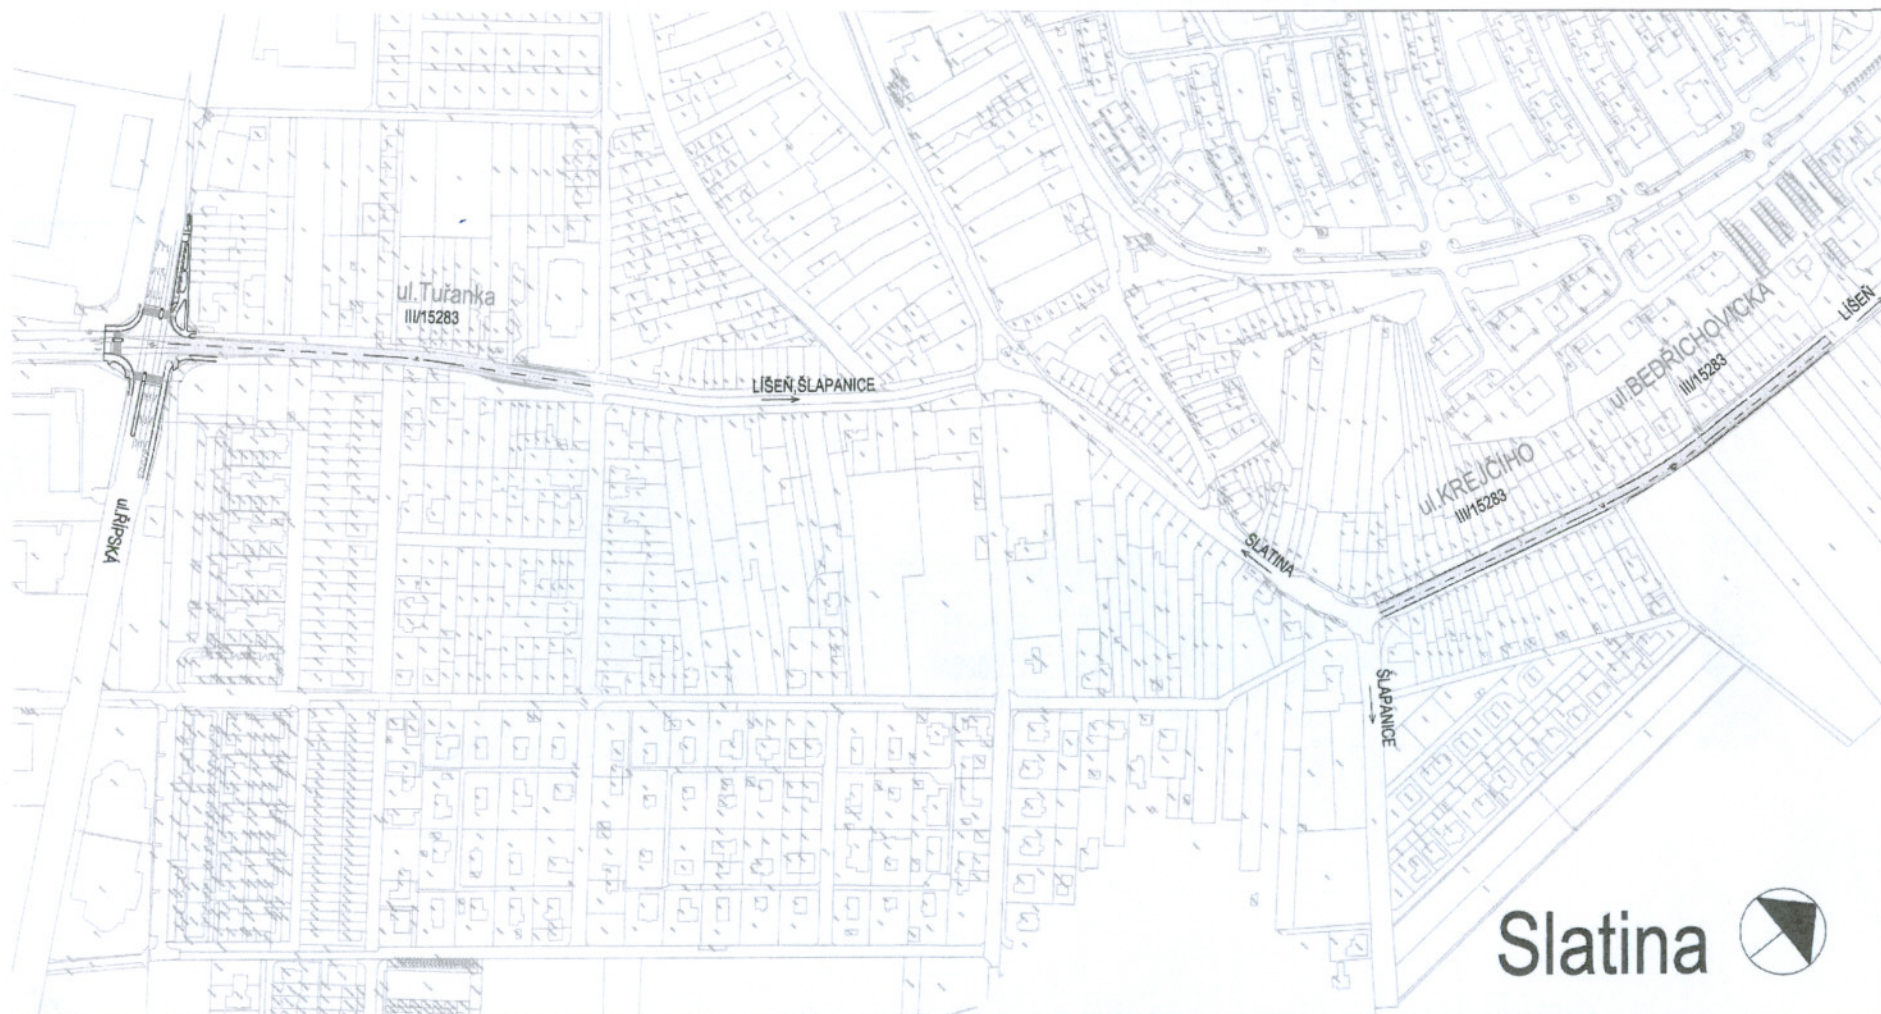 ul.Tuřanka
III/15283
LÍŠEŇ,ŠLAPANICE
ul.ŘÍPSKÁ
SLATINA
ul.KREJČÍHO
III/15283
ul.BEDŘICHOVICKÁ
III/15283
LÍŠEŇ
ŠLAPANICE
Slatina